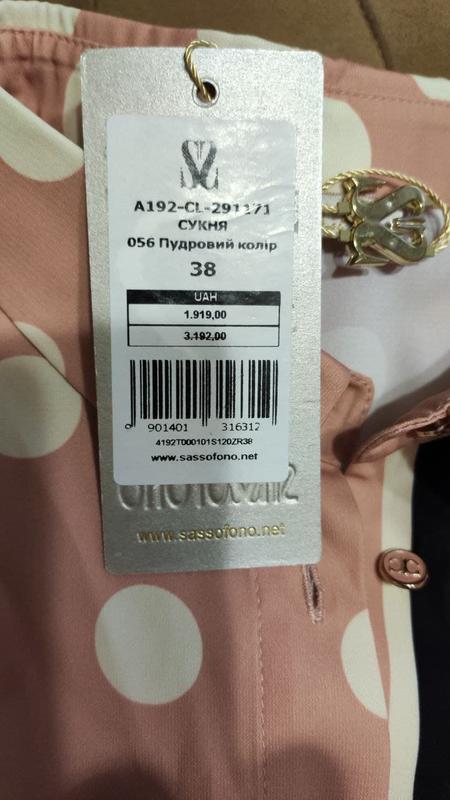 A192-CL-291171
СУКНЯ
056 Пудровий колір
38
UAH
1.919,00
3.192,00
0 901401 316312
4192T000101S120ZR38
www.sassofono.net
www.sassofono.net